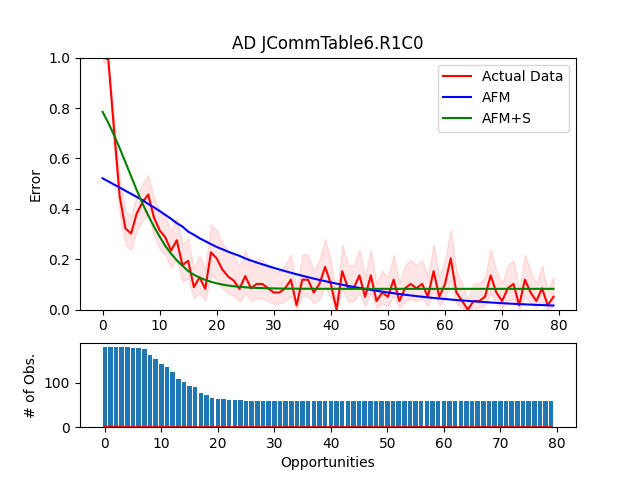 AD JCommTable6.R1C0
1.0
0.8
0.6
0.4
0.2
0.0
Error
Actual Data
AFM
AFM+S
0 10 20 30 40 50 60 70 80
100
0
# of Obs.
0 10 20 30 40 50 60 70 80
Opportunities